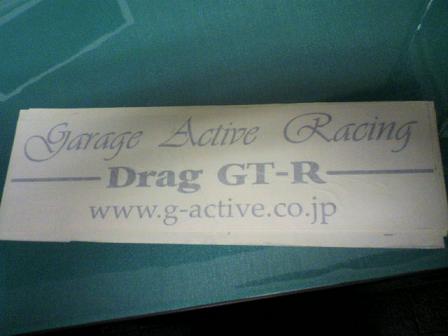 Garage Active Racing
Drag GT-R
www.g-active.co.jp